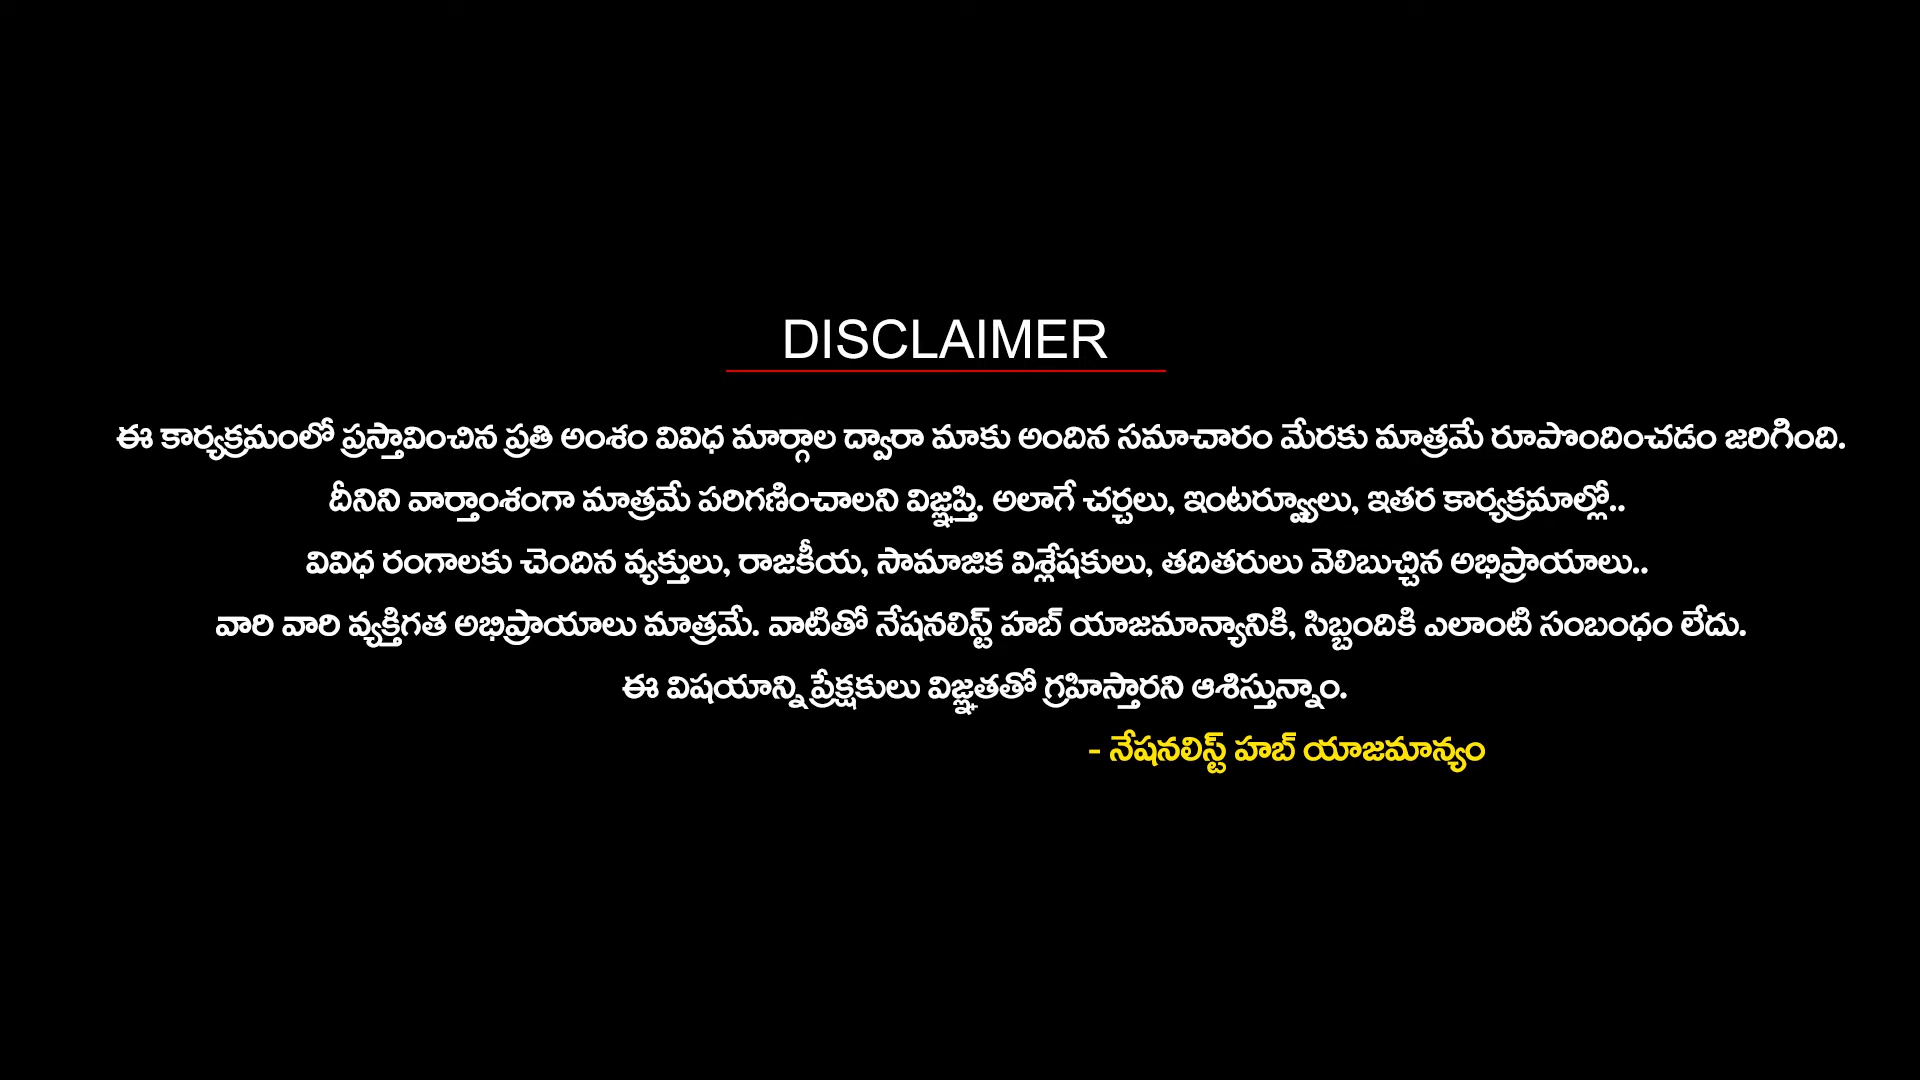 DISCLAIMER
ఈ కార్యక్రమంలో ప్రస్తావించిన ప్రతి అంశం వివిధ మార్గాల ద్వారా మాకు అందిన సమాచారం మేరకు మాత్రమే రూపొందించడం జరిగింది.
దీనిని వార్తాంశంగా మాత్రమే పరిగణించాలని విజ్ఞప్తి. అలాగే చర్చలు, ఇంటర్వ్యూలు, ఇతర కార్యక్రమాల్లో..
వివిధ రంగాలకు చెందిన వ్యక్తులు, రాజకీయ, సామాజిక విశ్లేషకులు, తదితరులు వెలిబుచ్చిన అభిప్రాయాలు..
వారి వారి వ్యక్తిగత అభిప్రాయాలు మాత్రమే. వాటితో నేషనలిస్ట్ హబ్ యాజమాన్యానికి, సిబ్బందికి ఎలాంటి సంబంధం లేదు.
ఈ విషయాన్ని ప్రేక్షకులు విజ్ఞతతో గ్రహిస్తారని ఆశిస్తున్నాం.
- నేషనలిస్ట్ హబ్ యాజమాన్యం